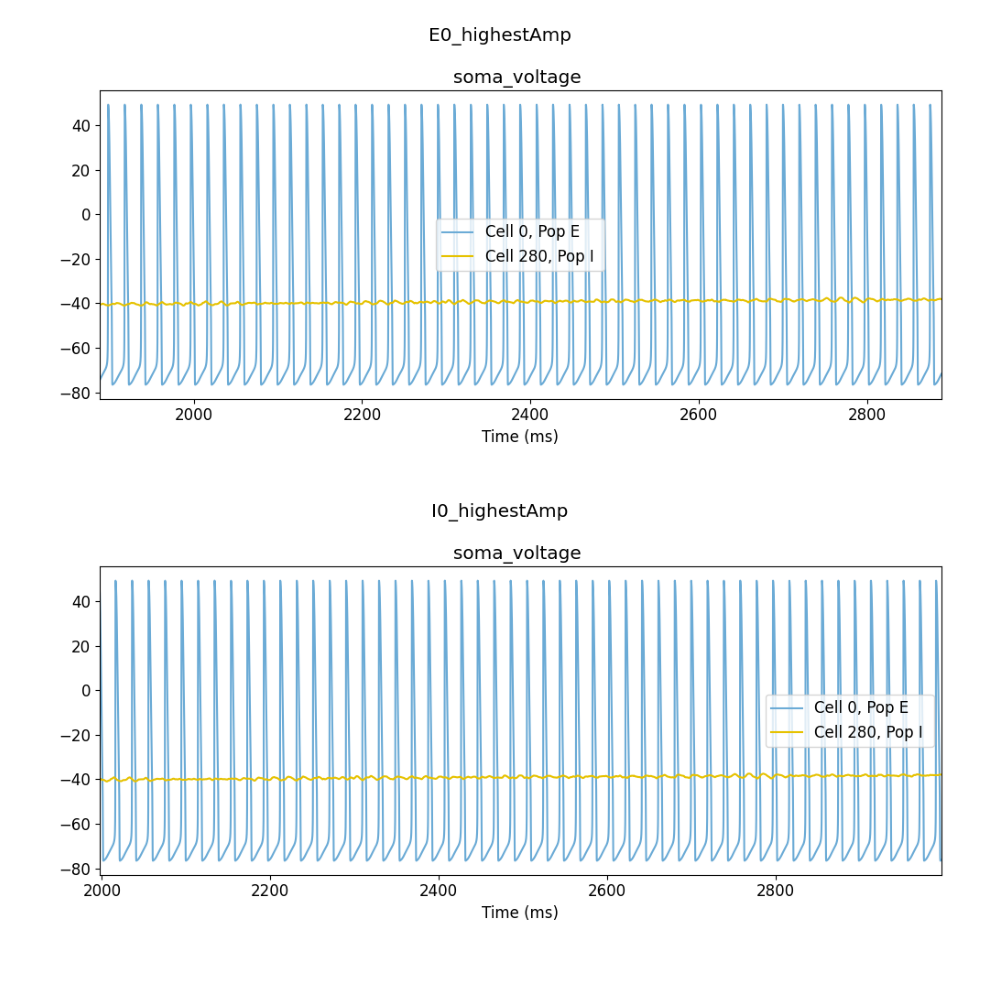 E0_highestAmp
soma_voltage
40
20
0
−20
−40
−60
−80
Cell 0, Pop E
Cell 280, Pop I
2000 2200 2400 2600 2800
Time (ms)
I0_highestAmp
soma_voltage
40
20
0
−20
−40
−60
−80
Cell 0, Pop E
Cell 280, Pop I
2000 2200 2400 2600 2800
Time (ms)